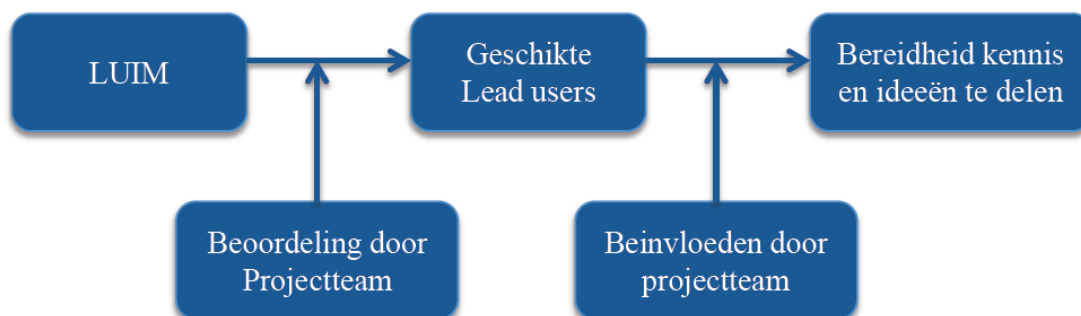 LUIM
Geschikte
Lead users
Bereidheid kennis
en ideeën te delen
Beoordeling door
Projectteam
Beinvloeden door
projectteam